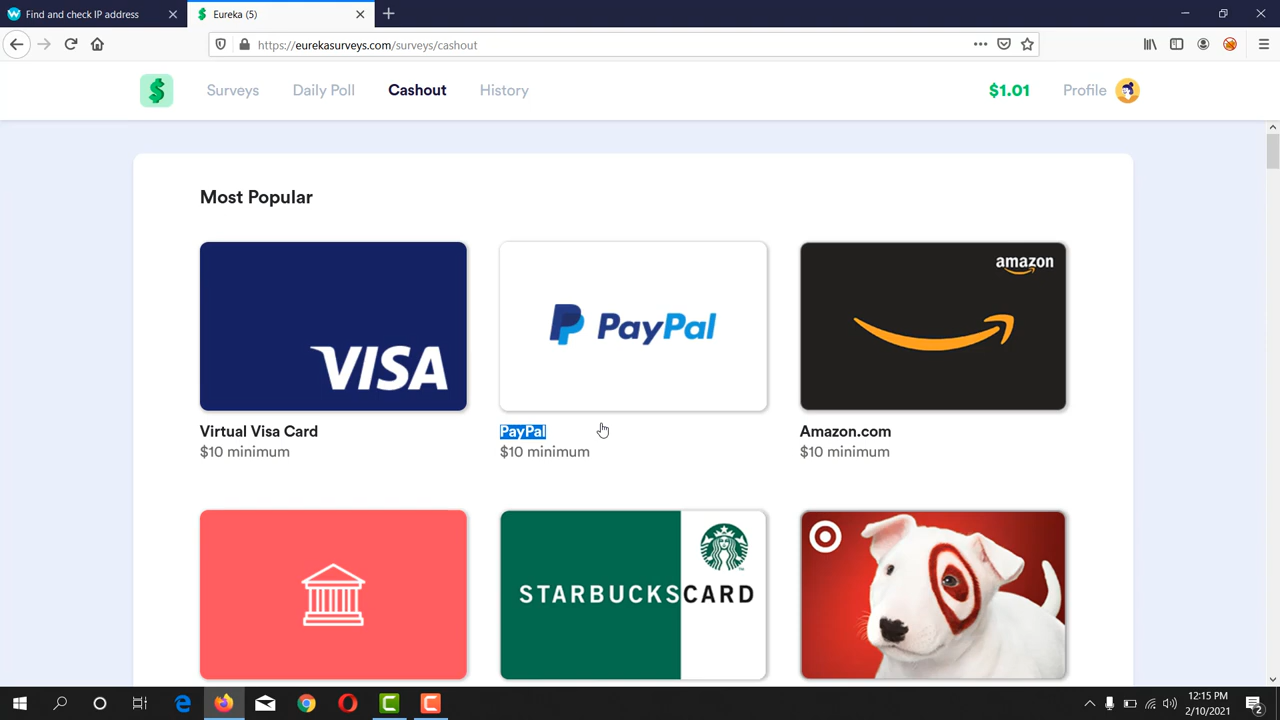 Find and check IP address
Eureka (5)
https://eurekasurveys.com/surveys/cashout
Surveys
Daily Poll
Cashout
History
$1.01
Profile
Most Popular
VISA
PayPal
amazon
Virtual Visa Card
PayPal
Amazon.com
$10 minimum
$10 minimum
$10 minimum
STARBUCKSCARD
12:15 PM
2/10/2021
2